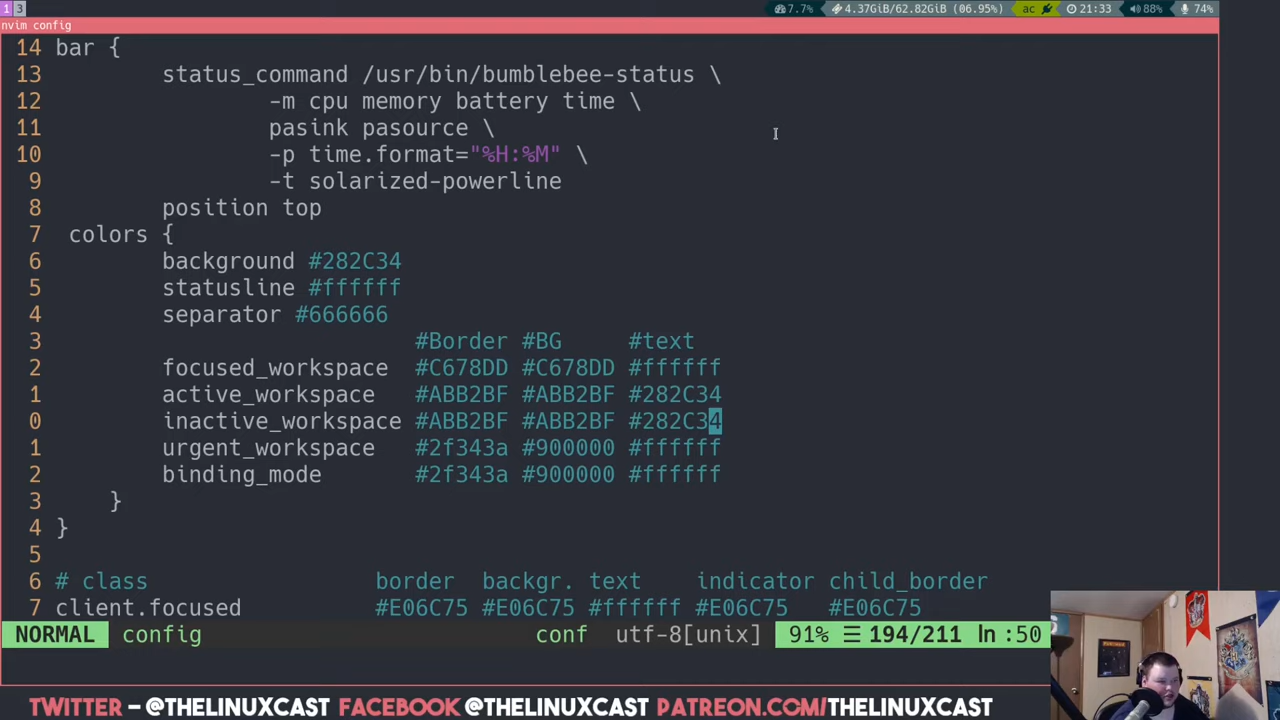 1 3 7.7% 4.37GiB/62.82GiB (06.95%) ac 21:33 88% 74%
nvim config
14 bar {
13 status_command /usr/bin/bumblebee-status \
12 -m cpu memory battery time \
11 pasink pasource \
10 -p time.format="%H:%M" \
9 -t solarized-powerline
8 position top
7 colors {
6 background #282C34
5 statusline #ffffff
4 separator #666666
3 #Border #BG #text
2 focused_workspace #C678DD #C678DD #ffffff
1 active_workspace #ABB2BF #ABB2BF #282C34
0 inactive_workspace #ABB2BF #ABB2BF #282C34
1 urgent_workspace #2f343a #900000 #ffffff
2 binding_mode #2f343a #900000 #ffffff
3 }
4 }
5
6 # class border backgr. text indicator child_border
7 client.focused #E06C75 #E06C75 #ffffff #E06C75 #E06C75
NORMAL config conf utf-8[unix] 91% ☰ 194/211 ln :50
TWITTER – @THELINUXCAST FACEBOOK @THELINUXCAST PATREON.COM/THELINUXCAST